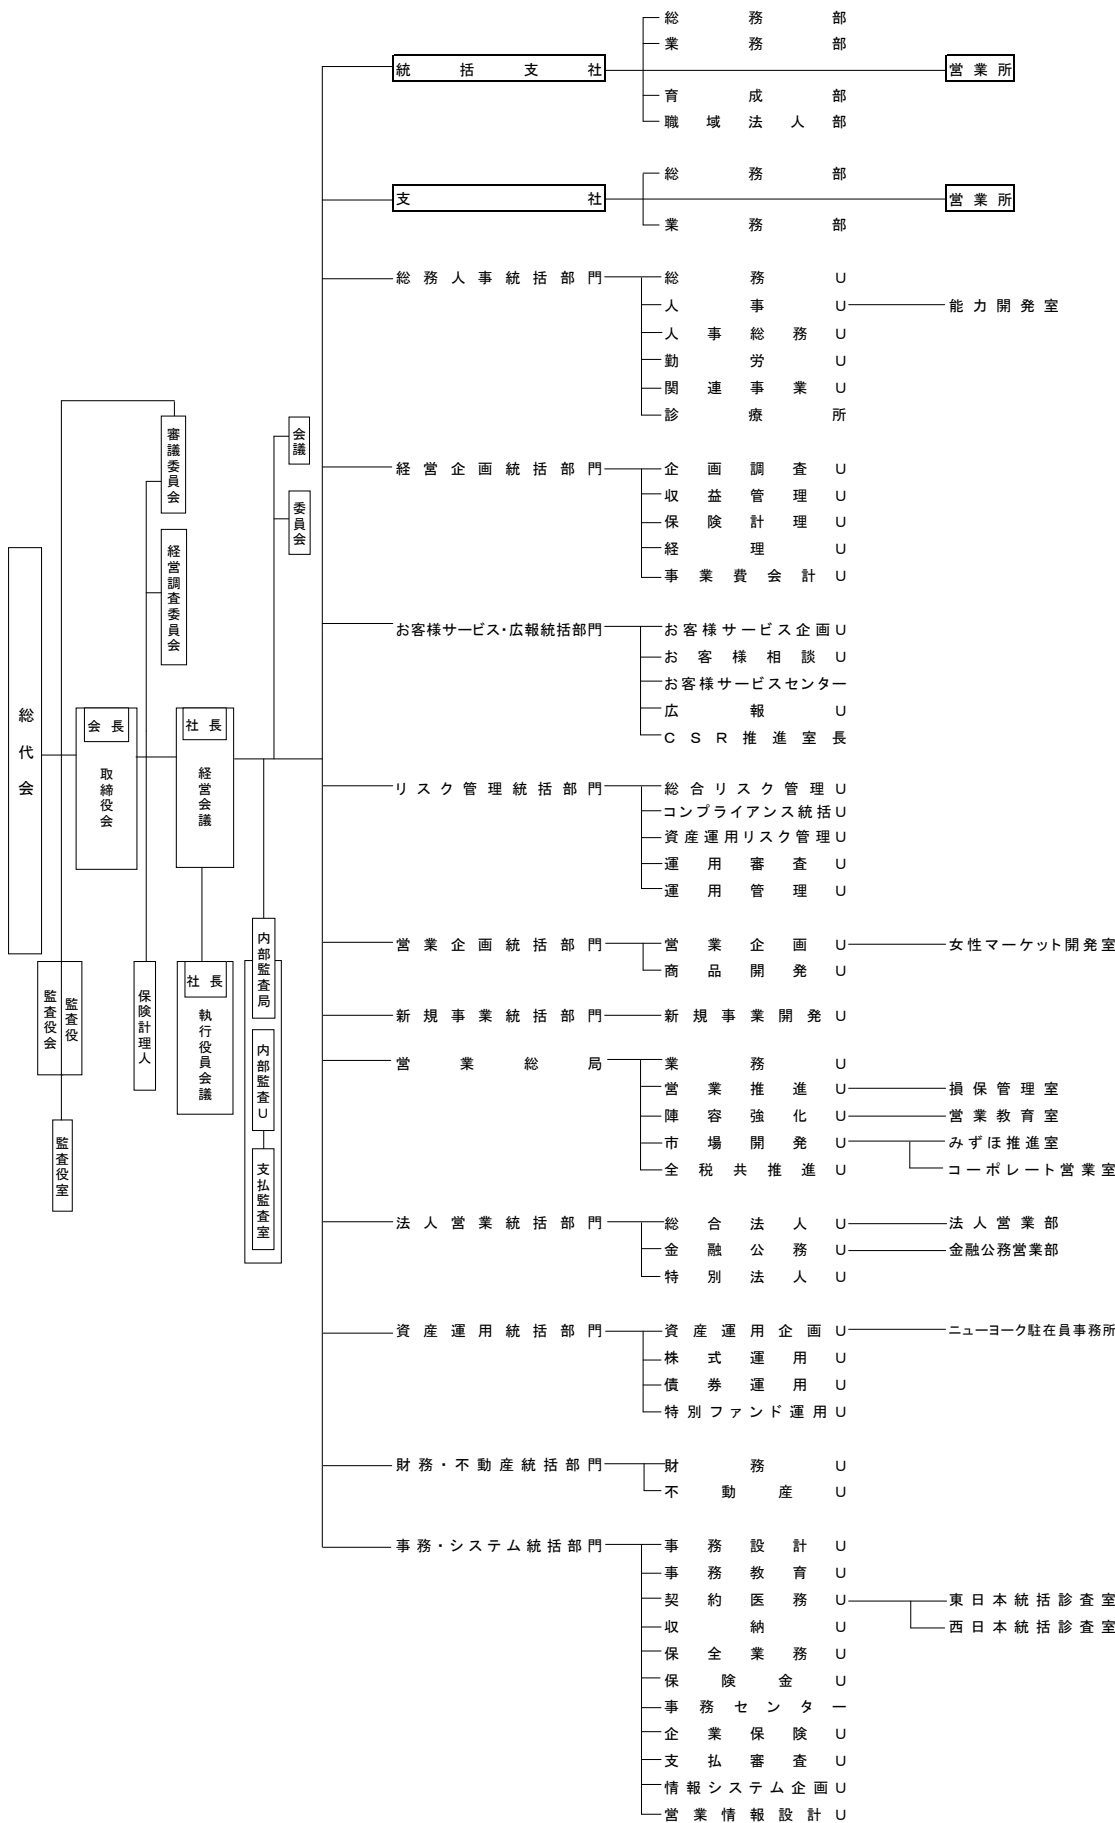 総代会
会長
取締役会
監査役会
監査役
監査役室
審議委員会
経営調査委員会
保険計理人
社長
経営会議
社長
執行役員会議
会議
委員会
内部監査局
内部監査U
支払監査室
統括支社
総務部
業務部
営業所
育成部
職域法人部
支社
総務部
営業所
業務部
総務人事統括部門
総務U
人事U
能力開発室
人事総務U
勤労U
関連事業U
診療所
経営企画統括部門
企画調査U
収益管理U
保険計理U
経理U
事業費会計U
お客様サービス・広報統括部門
お客様サービス企画U
お客様相談U
お客様サービスセンター
広報U
CSR推進室長
リスク管理統括部門
総合リスク管理U
コンプライアンス統括U
資産運用リスク管理U
運用審査U
運用管理U
営業企画統括部門
営業企画U
女性マーケット開発室
商品開発U
新規事業統括部門
新規事業開発U
営業総局
業務U
営業推進U
損保管理室
陣容強化U
営業教育室
市場開発U
みずほ推進室
全税共推進U
コーポレート営業室
法人営業統括部門
総合法人U
法人営業部
金融公務U
金融公務営業部
特別法人U
資産運用統括部門
資産運用企画U
ニューヨーク駐在員事務所
株式運用U
債券運用U
特別ファンド運用U
財務・不動産統括部門
財務U
不動産U
事務・システム統括部門
事務設計U
事務教育U
契約医務U
東日本統括診査室
収納U
西日本統括診査室
保全業務U
保険金U
事務センター
企業保険U
支払審査U
情報システム企画U
営業情報設計U